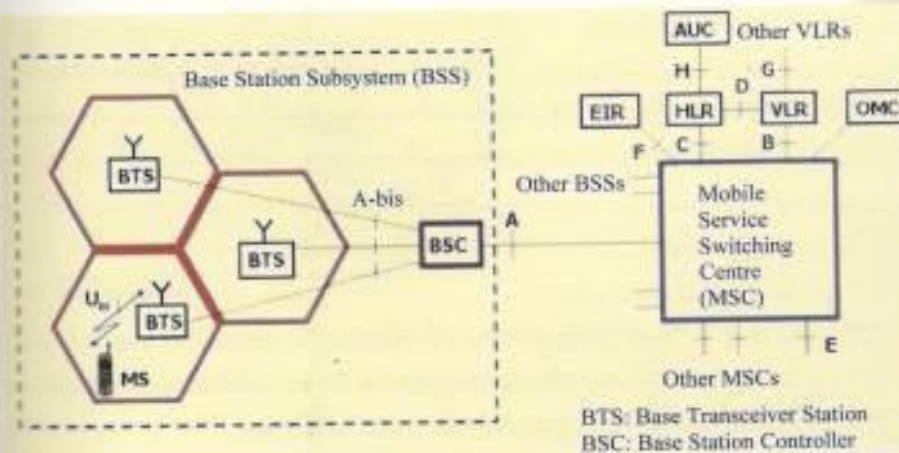 AUC Other VLRs
Base Station Subsystem (BSS)
H D G
EIR HLR VLR OMC
F C B
BTS
Other BSSs
A-bis
A
Mobile
Service
Switching
Centre
(MSC)
BTS
BSC
Um
BTS
MS
E
Other MSCs
BTS: Base Transceiver Station
BSC: Base Station Controller